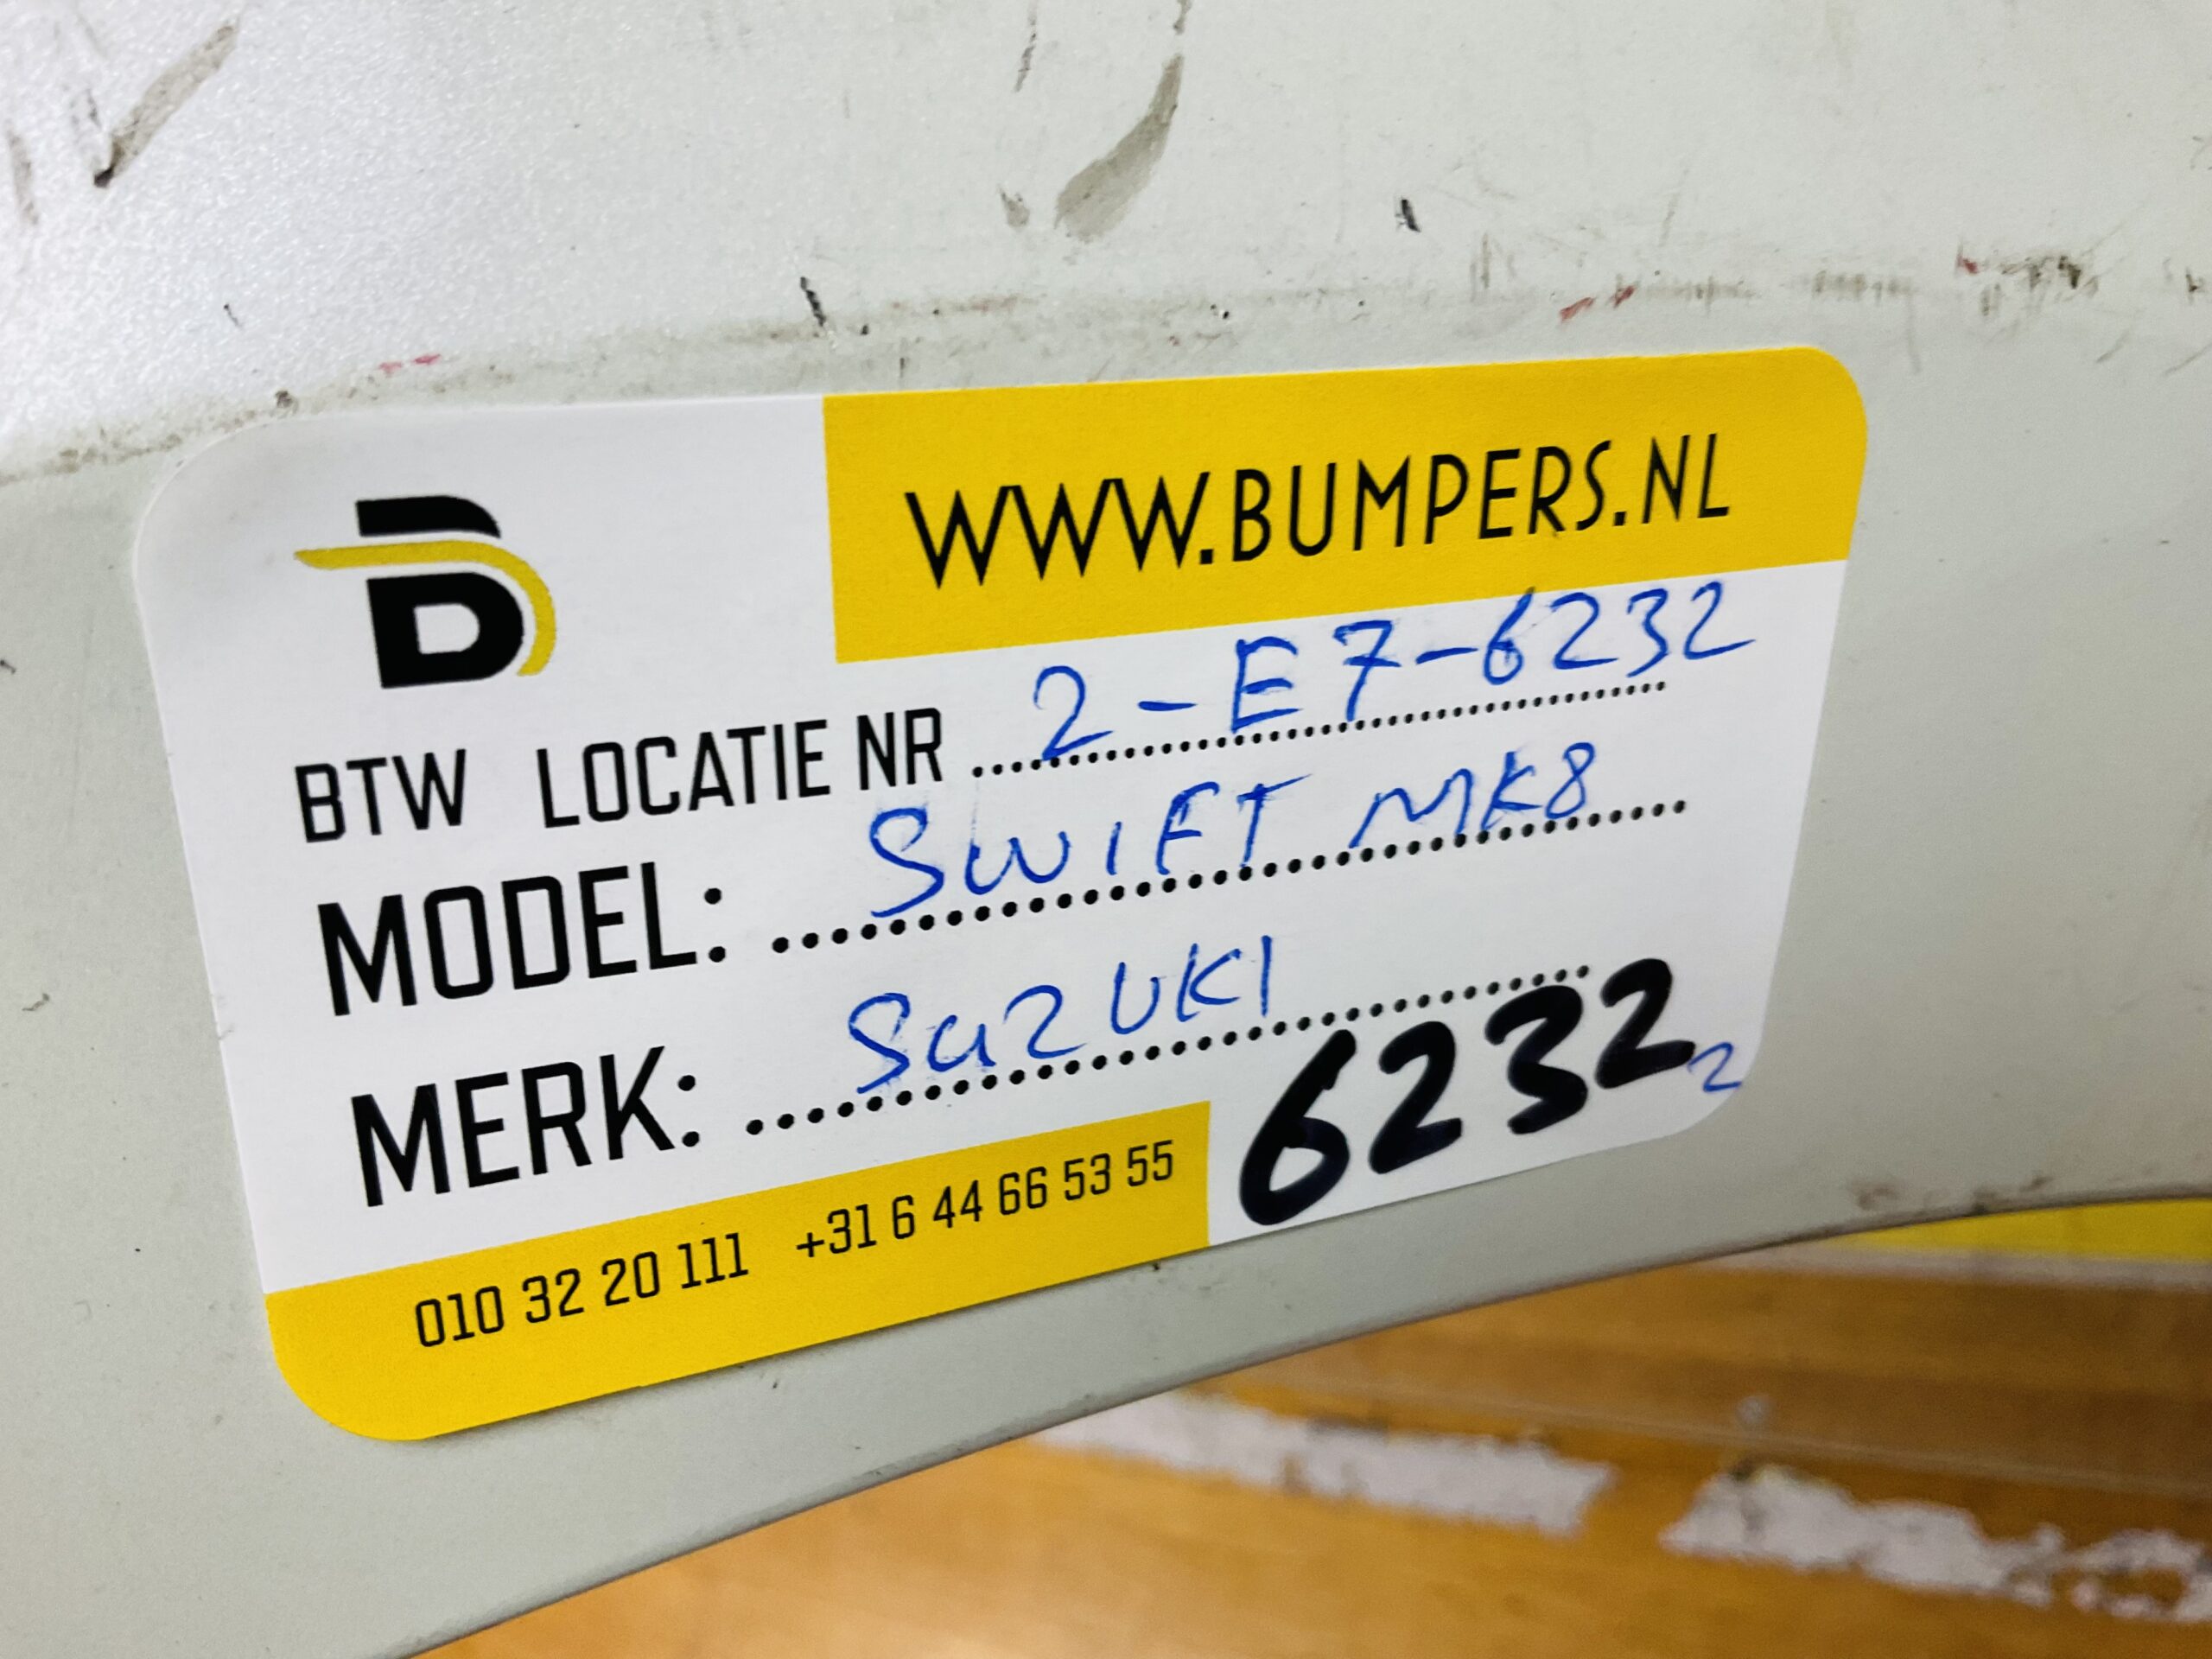 WWW.BUMPERS.NL
BTW LOCATIE NR 2-E7-6232
MODEL: SWIFT MK8
MERK: SUZUKI
6232 2
010 32 20 111 +31 6 44 66 53 55